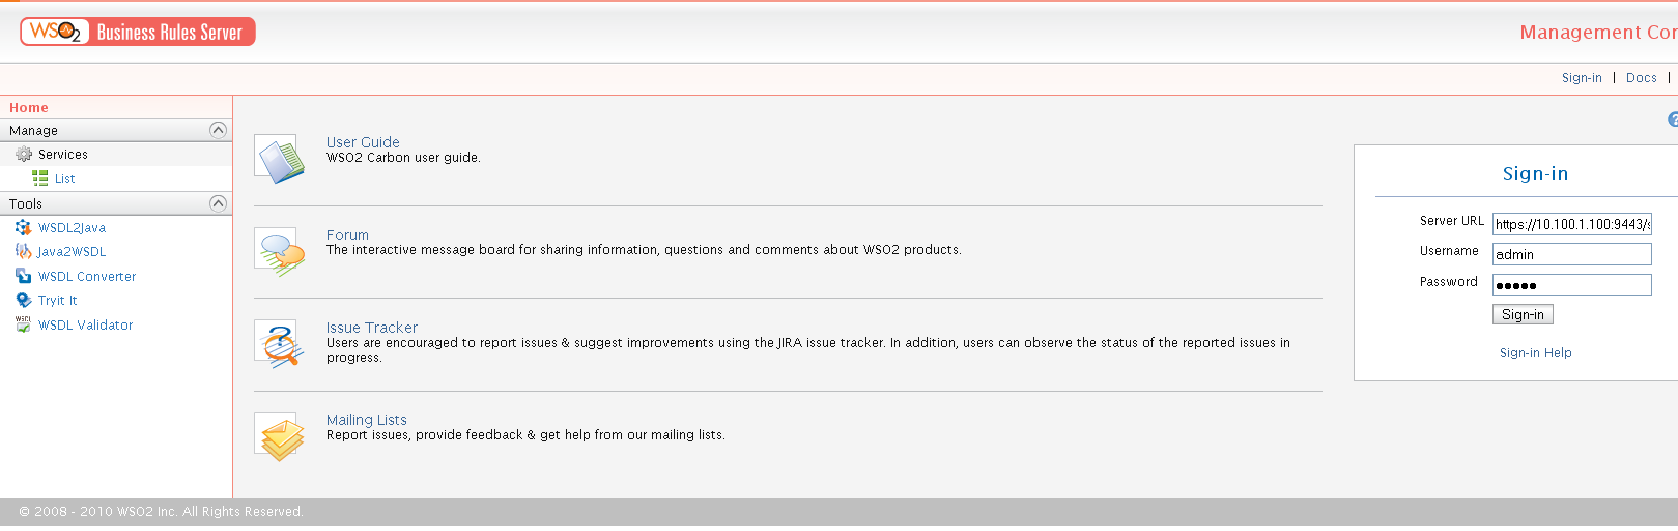 WSO2 Business Rules Server
Management Con
Sign-in | Docs |
Home
Manage
Services
List
Tools
WSDL2Java
Java2WSDL
WSDL Converter
Tryit It
WSDL Validator
User Guide
WSO2 Carbon user guide.
Forum
The interactive message board for sharing information, questions and comments about WSO2 products.
Issue Tracker
Users are encouraged to report issues & suggest improvements using the JIRA issue tracker. In addition, users can observe the status of the reported issues in
progress.
Mailing Lists
Report issues, provide feedback & get help from our mailing lists.
?
Sign-in
Server URL https://10.100.1.100:9443/s
Username admin
Password •••••
Sign-in
Sign-in Help
© 2008 - 2010 WSO2 Inc. All Rights Reserved.